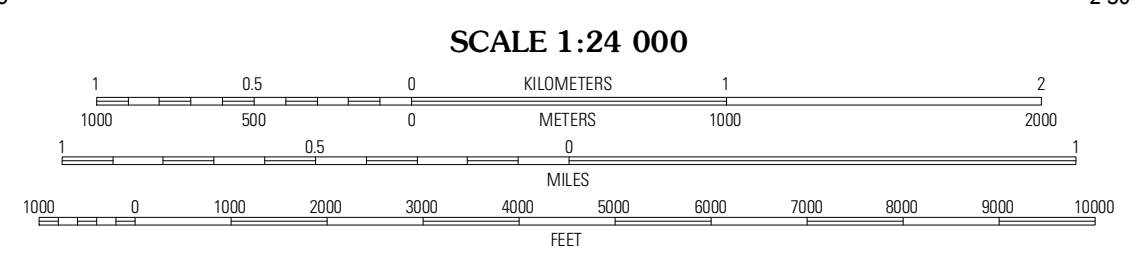 SCALE 1:24 000
1 0.5 0 KILOMETERS 1 2
1000 500 0 METERS 1000 2000
1 0.5 0 1
MILES
1000 0 1000 2000 3000 4000 5000 6000 7000 8000 9000 10000
FEET